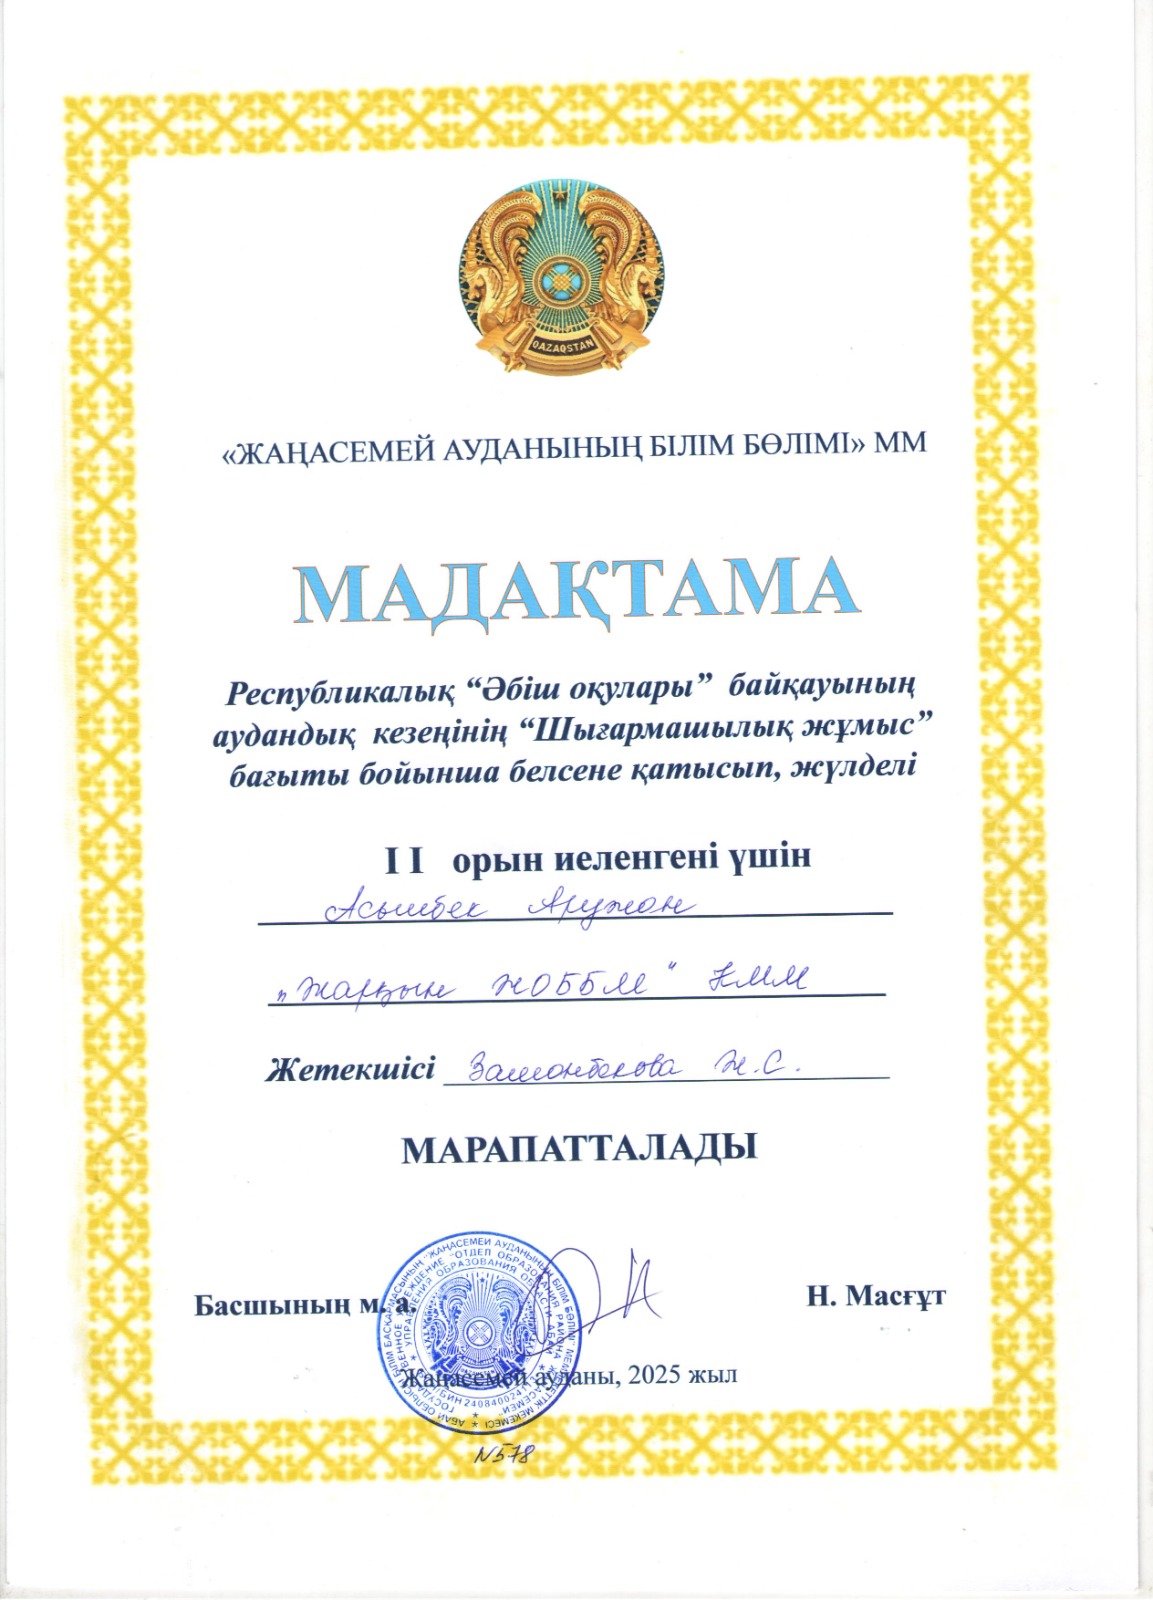 QAZAQSTAN
«ЖАҢАСЕМЕЙ АУДАНЫНЫҢ БІЛІМ БӨЛІМІ» ММ
МАДАҚТАМА
Республикалық “Әбіш оқулары” байқауының
аудандық кезеңінің “Шығармашылық жұмыс”
бағыты бойынша белсене қатысып, жүлделі
І І орын иеленгені үшін
Асылбек Аружан
„Жарқын ЖОББМ" КММ
Жетекшісі Заманбекова Ж.С.
МАРАПАТТАЛАДЫ
Басшының м. а.
Н. Масғұт
Жаңасемей ауданы, 2025 жыл
N578